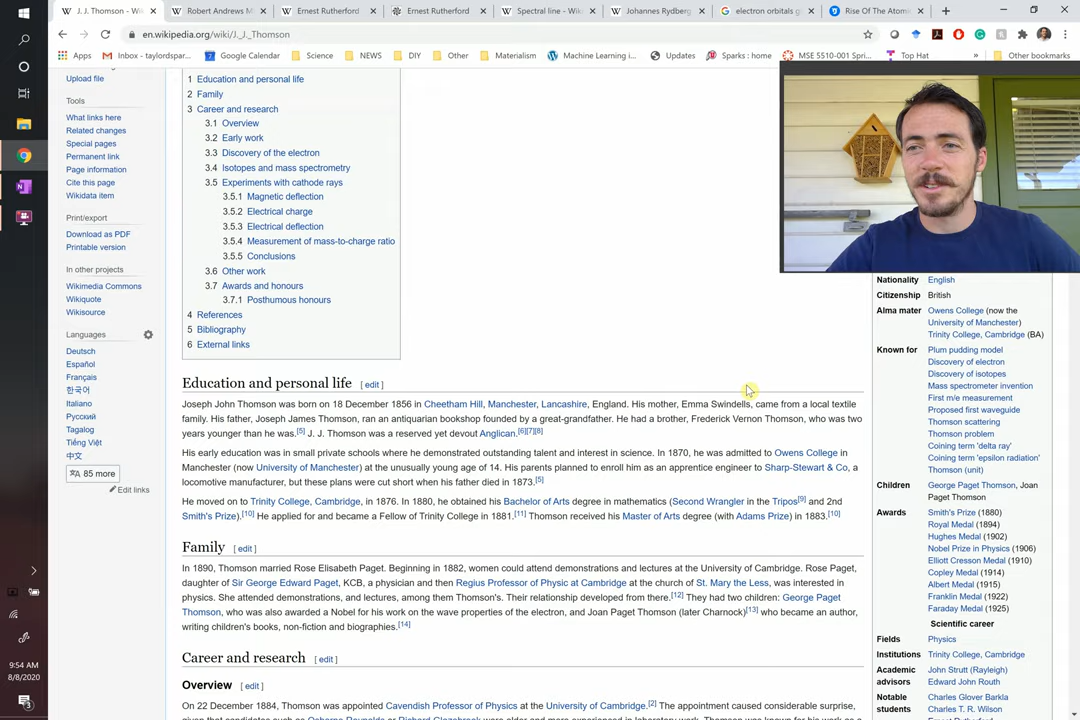 J. J. Thomson - Wi
Robert Andrews M
Ernest Rutherford
Ernest Rutherford
Spectral line - Wik
Johannes Rydberg
electron orbitals g
Rise Of The Atomi
en.wikipedia.org/wiki/J._J._Thomson
Apps
Inbox - taylordspar...
Google Calendar
Science
NEWS
DIY
Other
Materialism
Machine Learning i...
Updates
Sparks : home
MSE 5510-001 Spri...
Top Hat
»
Other bookmarks
Upload file
Tools
What links here
Related changes
Special pages
Permanent link
Page information
Cite this page
Wikidata item
Print/export
Download as PDF
Printable version
In other projects
Wikimedia Commons
Wikiquote
Wikisource
Languages
Deutsch
Español
Français
한국어
Italiano
Русский
Tagalog
Tiếng Việt
中文
85 more
Edit links
1 Education and personal life
2 Family
3 Career and research
3.1 Overview
3.2 Early work
3.3 Discovery of the electron
3.4 Isotopes and mass spectrometry
3.5 Experiments with cathode rays
3.5.1 Magnetic deflection
3.5.2 Electrical charge
3.5.3 Electrical deflection
3.5.4 Measurement of mass-to-charge ratio
3.5.5 Conclusions
3.6 Other work
3.7 Awards and honours
3.7.1 Posthumous honours
4 References
5 Bibliography
6 External links
Education and personal life [ edit ]
Joseph John Thomson was born on 18 December 1856 in Cheetham Hill, Manchester, Lancashire, England. His mother, Emma Swindells, came from a local textile
family. His father, Joseph James Thomson, ran an antiquarian bookshop founded by a great-grandfather. He had a brother, Frederick Vernon Thomson, who was two
years younger than he was.[5] J. J. Thomson was a reserved yet devout Anglican.[6][7][8]
His early education was in small private schools where he demonstrated outstanding talent and interest in science. In 1870, he was admitted to Owens College in
Manchester (now University of Manchester) at the unusually young age of 14. His parents planned to enroll him as an apprentice engineer to Sharp-Stewart & Co, a
locomotive manufacturer, but these plans were cut short when his father died in 1873.[5]
He moved on to Trinity College, Cambridge, in 1876. In 1880, he obtained his Bachelor of Arts degree in mathematics (Second Wrangler in the Tripos[9] and 2nd
Smith's Prize).[10] He applied for and became a Fellow of Trinity College in 1881.[11] Thomson received his Master of Arts degree (with Adams Prize) in 1883.[10]
Family [ edit ]
In 1890, Thomson married Rose Elisabeth Paget. Beginning in 1882, women could attend demonstrations and lectures at the University of Cambridge. Rose Paget,
daughter of Sir George Edward Paget, KCB, a physician and then Regius Professor of Physic at Cambridge at the church of St. Mary the Less, was interested in
physics. She attended demonstrations, and lectures, among them Thomson's. Their relationship developed from there.[12] They had two children: George Paget
Thomson, who was also awarded a Nobel for his work on the wave properties of the electron, and Joan Paget Thomson (later Charnock)[13] who became an author,
writing children's books, non-fiction and biographies.[14]
Career and research [ edit ]
Overview [ edit ]
On 22 December 1884, Thomson was appointed Cavendish Professor of Physics at the University of Cambridge.[2] The appointment caused considerable surprise,
given that candidates such as Osborne Reynolds or Richard Glazebrook were older and more experienced in laboratory work. Thomson was known for his work as
Nationality English
Citizenship British
Alma mater Owens College (now the
University of Manchester)
Trinity College, Cambridge (BA)
Known for Plum pudding model
Discovery of electron
Discovery of isotopes
Mass spectrometer invention
First m/e measurement
Proposed first waveguide
Thomson scattering
Thomson problem
Coining term 'delta ray'
Coining term 'epsilon radiation'
Thomson (unit)
Children George Paget Thomson, Joan
Paget Thomson
Awards Smith's Prize (1880)
Royal Medal (1894)
Hughes Medal (1902)
Nobel Prize in Physics (1906)
Elliott Cresson Medal (1910)
Copley Medal (1914)
Albert Medal (1915)
Franklin Medal (1922)
Faraday Medal (1925)
Scientific career
Fields Physics
Institutions Trinity College, Cambridge
Academic advisors John Strutt (Rayleigh)
Edward John Routh
Notable students Charles Glover Barkla
Charles T. R. Wilson
Ernest Rutherford
9:54 AM
8/8/2020